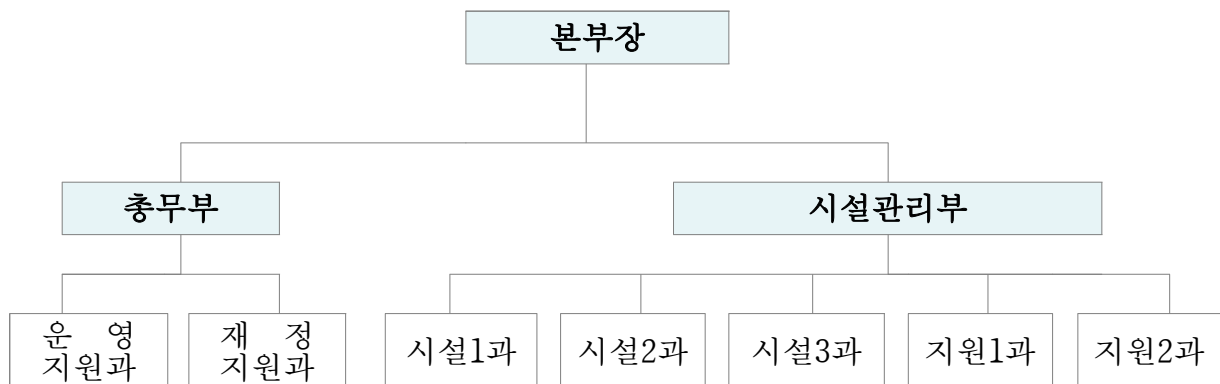 본부장
총무부
시설관리부
운 영
지원과
재 정
지원과
시설1과
시설2과
시설3과
지원1과
지원2과